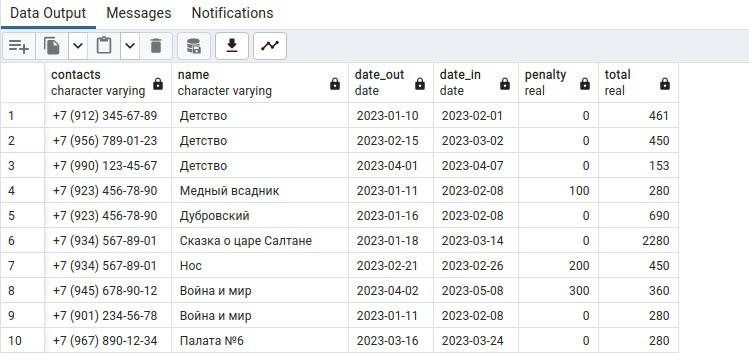 Data Output Messages Notifications
contacts name date_out date_in penalty total
character varying character varying date date real real
1 +7 (912) 345-67-89 Детство 2023-01-10 2023-02-01 0 461
2 +7 (956) 789-01-23 Детство 2023-02-15 2023-03-02 0 450
3 +7 (990) 123-45-67 Детство 2023-04-01 2023-04-07 0 153
4 +7 (923) 456-78-90 Медный всадник 2023-01-11 2023-02-08 100 280
5 +7 (923) 456-78-90 Дубровский 2023-01-16 2023-02-08 0 690
6 +7 (934) 567-89-01 Сказка о царе Салтане 2023-01-18 2023-03-14 0 2280
7 +7 (934) 567-89-01 Нос 2023-02-21 2023-02-26 200 450
8 +7 (945) 678-90-12 Война и мир 2023-04-02 2023-05-08 300 360
9 +7 (901) 234-56-78 Война и мир 2023-01-11 2023-02-08 0 280
10 +7 (967) 890-12-34 Палата №6 2023-03-16 2023-03-24 0 280